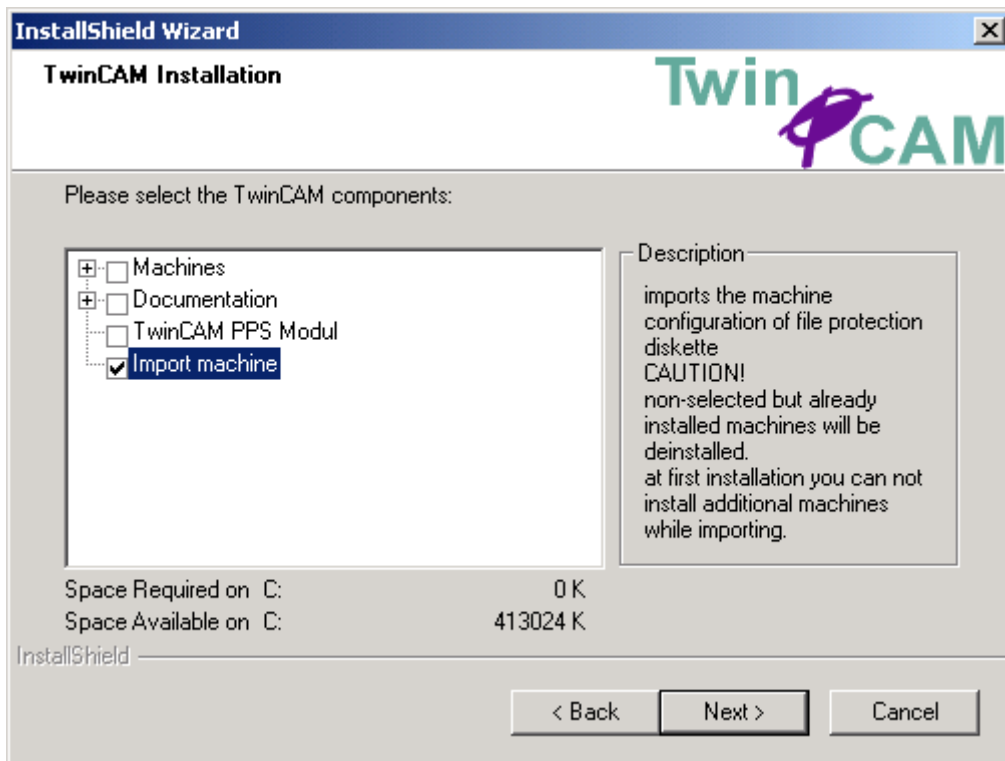 InstallShield Wizard
TwinCAM Installation
Twin
CAM
Please select the TwinCAM components:
Machines
Documentation
TwinCAM PPS Modul
Import machine
Description
imports the machine
configuration of file protection
diskette
CAUTION!
non-selected but already
installed machines will be
deinstalled.
at first installation you can not
install additional machines
while importing.
Space Required on C: 0 K
Space Available on C: 413024 K
InstallShield
< Back Next > Cancel